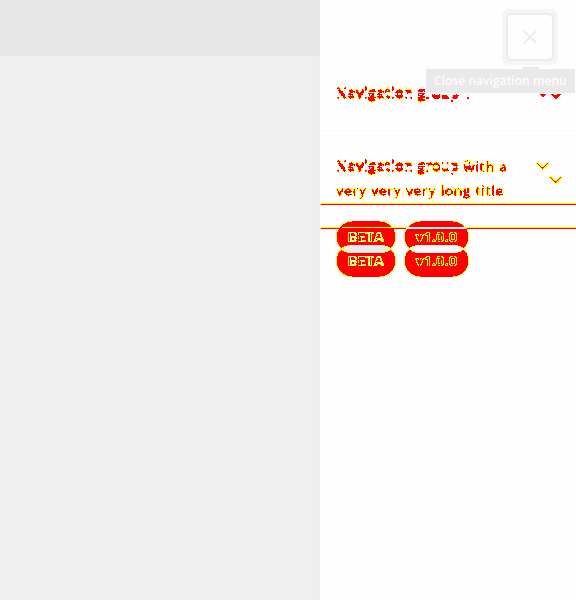 Close navigation menu
Navigation group
Navigation group with a
very very very long title
BETA v1.0.0
BETA v1.0.0